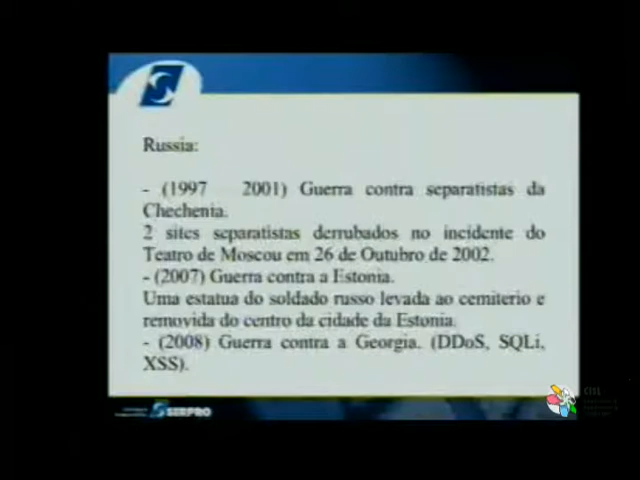 Russia:
- (1997 2001) Guerra contra separatistas da
Chechenia.
2 sites separatistas derrubados no incidente do
Teatro de Moscou em 26 de Outubro de 2002.
- (2007) Guerra contra a Estonia.
Uma estatua do soldado russo levada ao cemiterio e
removida do centro da cidade da Estonia.
- (2008) Guerra contra a Georgia. (DDoS, SQLi,
XSS).
SERPRO